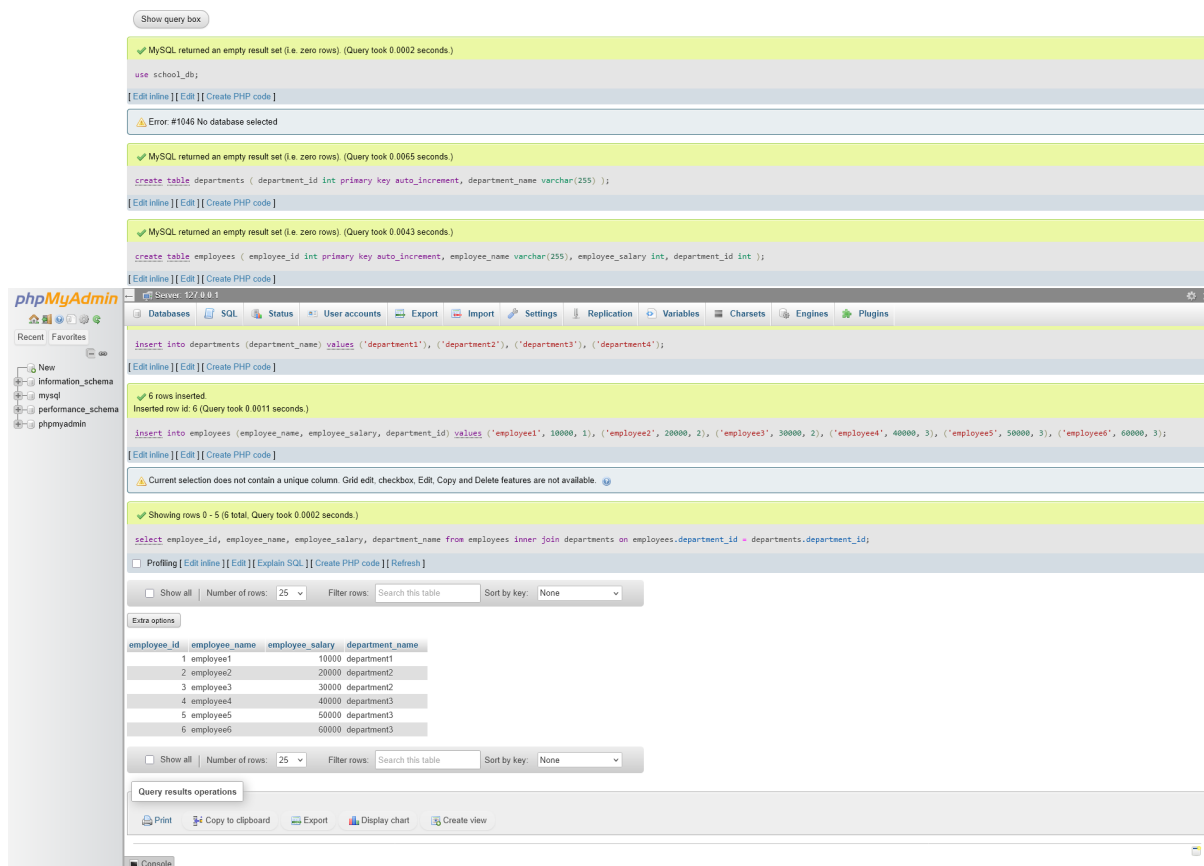 Show query box
MySQL returned an empty result set (i.e. zero rows). (Query took 0.0002 seconds.)
use school_db;
[ Edit inline ] [ Edit ] [ Create PHP code ]
Error: #1046 No database selected
MySQL returned an empty result set (i.e. zero rows). (Query took 0.0065 seconds.)
create table departments ( department_id int primary key auto_increment, department_name varchar(255) );
[ Edit inline ] [ Edit ] [ Create PHP code ]
MySQL returned an empty result set (i.e. zero rows). (Query took 0.0043 seconds.)
create table employees ( employee_id int primary key auto_increment, employee_name varchar(255), employee_salary int, department_id int );
[ Edit inline ] [ Edit ] [ Create PHP code ]
phpMyAdmin
Recent Favorites
New
information_schema
mysql
performance_schema
phpmyadmin
Server: 127.0.0.1
Databases SQL Status User accounts Export Import Settings Replication Variables Charsets Engines Plugins
insert into departments (department_name) values ('department1'), ('department2'), ('department3'), ('department4');
[ Edit inline ] [ Edit ] [ Create PHP code ]
6 rows inserted.
Inserted row id: 6 (Query took 0.0011 seconds.)
insert into employees (employee_name, employee_salary, department_id) values ('employee1', 10000, 1), ('employee2', 20000, 2), ('employee3', 30000, 2), ('employee4', 40000, 3), ('employee5', 50000, 3), ('employee6', 60000, 3);
[ Edit inline ] [ Edit ] [ Create PHP code ]
Current selection does not contain a unique column. Grid edit, checkbox, Edit, Copy and Delete features are not available.
Showing rows 0 - 5 (6 total, Query took 0.0002 seconds.)
select employee_id, employee_name, employee_salary, department_name from employees inner join departments on employees.department_id = departments.department_id;
Profiling [ Edit inline ] [ Edit ] [ Explain SQL ] [ Create PHP code ] [ Refresh ]
Show all Number of rows: 25 Filter rows: Search this table Sort by key: None
Extra options
employee_id employee_name employee_salary department_name
1 employee1 10000 department1
2 employee2 20000 department2
3 employee3 30000 department2
4 employee4 40000 department3
5 employee5 50000 department3
6 employee6 60000 department3
Show all Number of rows: 25 Filter rows: Search this table Sort by key: None
Query results operations
Print Copy to clipboard Export Display chart Create view
Console